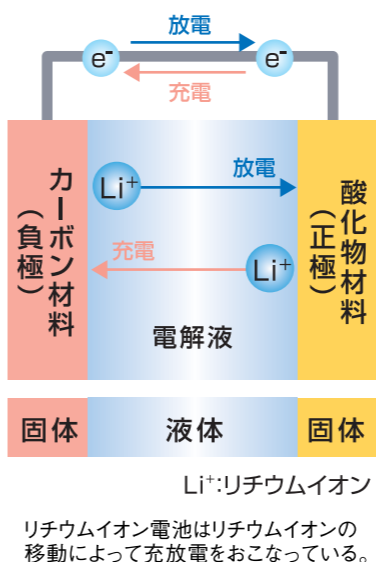 放電
e⁻ e⁻
充電
カーボン材料
（負極）
Li⁺
放電
充電
Li⁺
電解液
酸化物材料
（正極）
固体
液体
固体
Li⁺:リチウムイオン
リチウムイオン電池はリチウムイオンの
移動によって充放電をおこなっている。